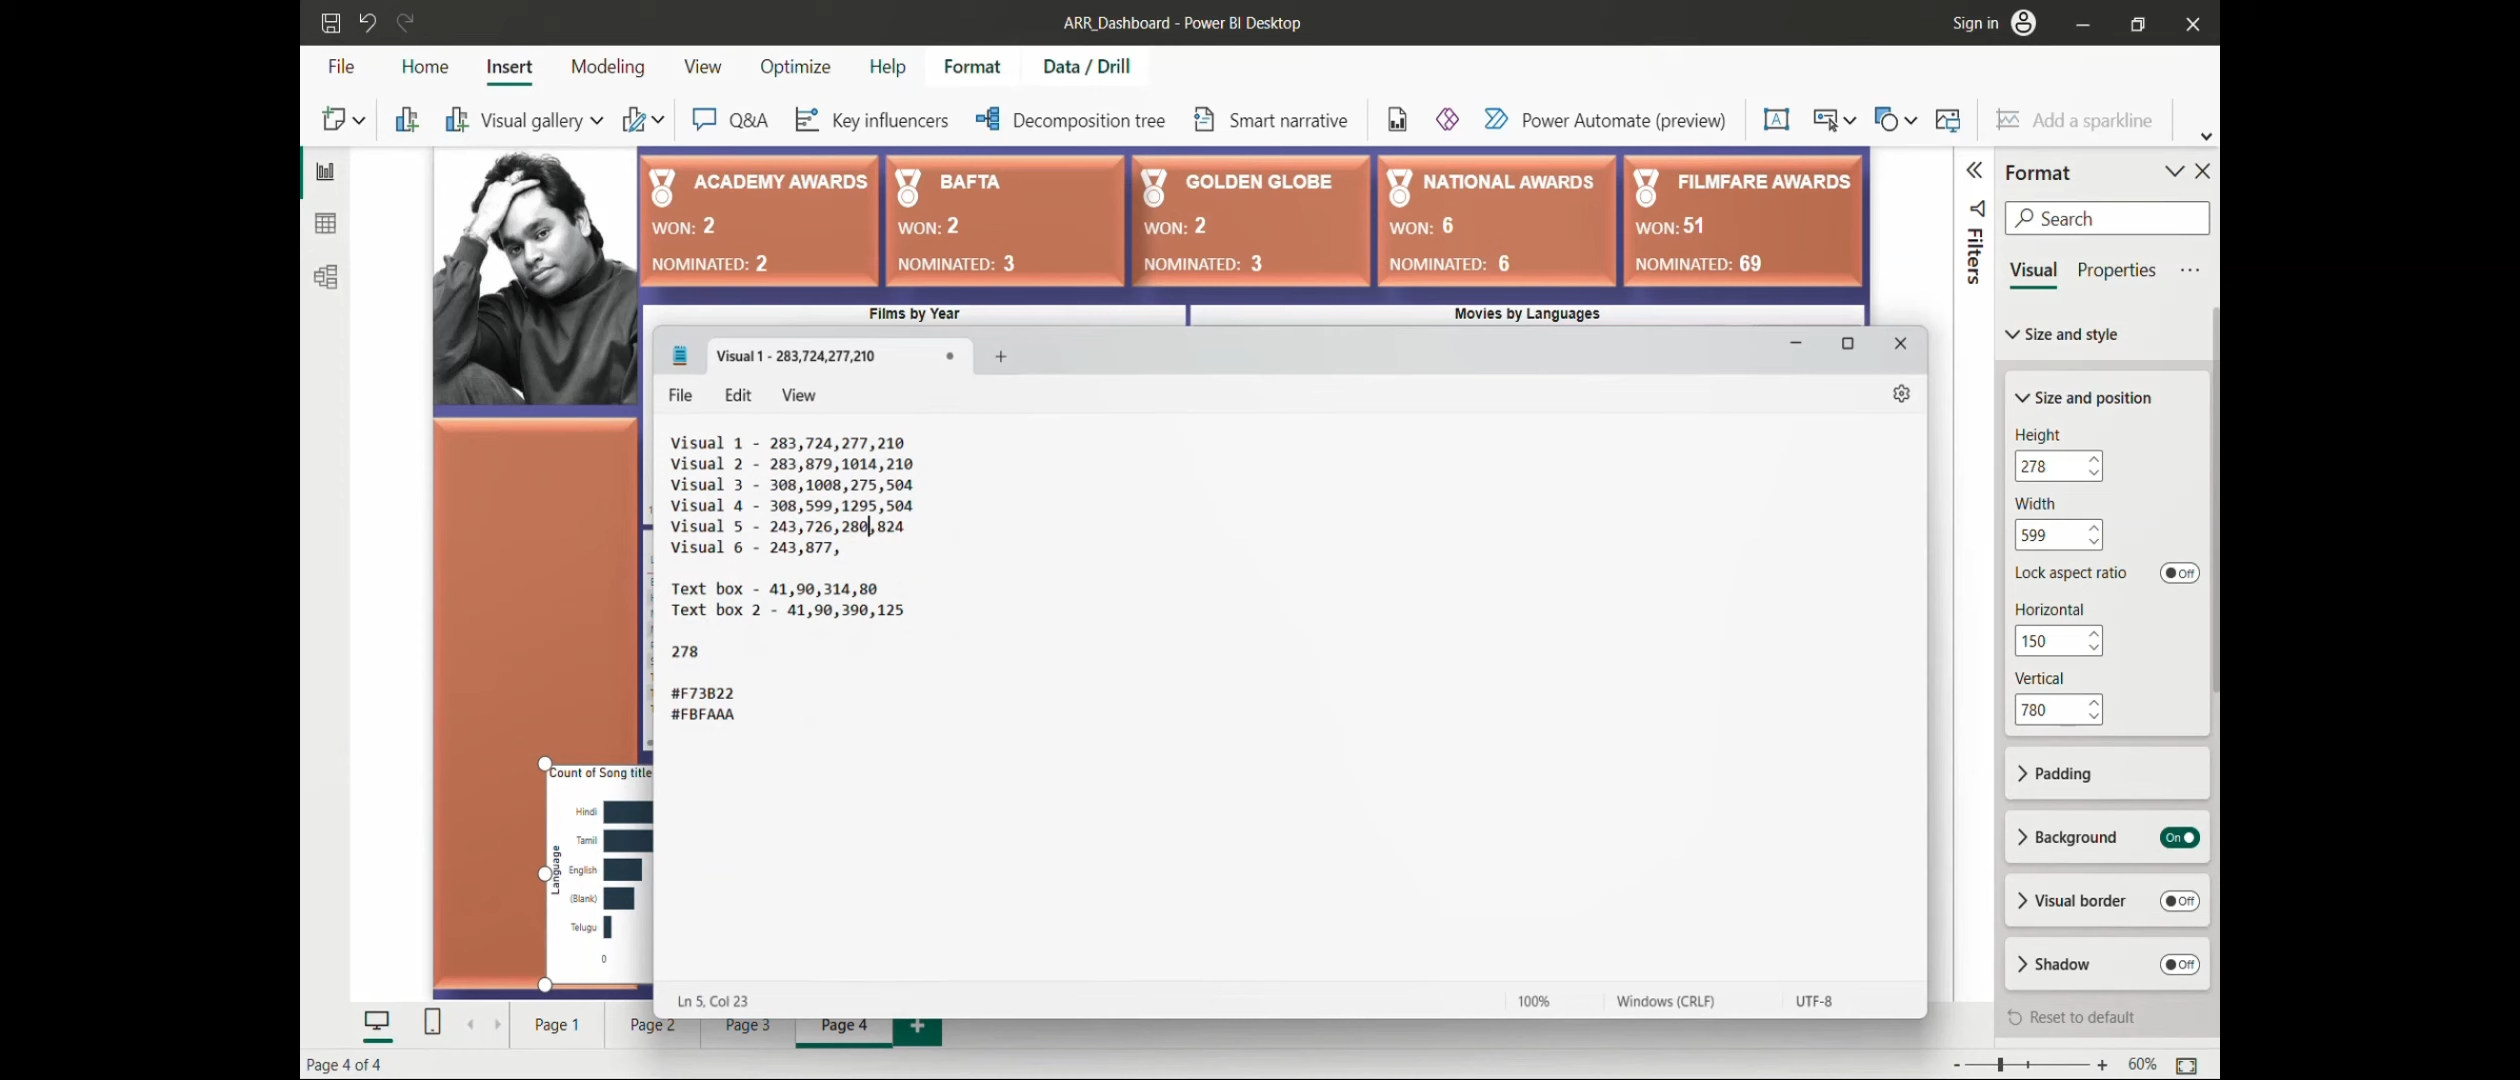 ARR_Dashboard - Power BI Desktop
Sign in
File Home Insert Modeling View Optimize Help Format Data / Drill
Visual gallery Q&A Key influencers Decomposition tree Smart narrative Power Automate (preview) Add a sparkline
ACADEMY AWARDS
WON: 2
NOMINATED: 2
BAFTA
WON: 2
NOMINATED: 3
GOLDEN GLOBE
WON: 2
NOMINATED: 3
NATIONAL AWARDS
WON: 6
NOMINATED: 6
FILMFARE AWARDS
WON: 51
NOMINATED: 69
Films by Year
Movies by Languages
Visual 1 - 283,724,277,210
File Edit View
Visual 1 - 283,724,277,210
Visual 2 - 283,879,1014,210
Visual 3 - 308,1008,275,504
Visual 4 - 308,599,1295,504
Visual 5 - 243,726,280,824
Visual 6 - 243,877,
Text box - 41,90,314,80
Text box 2 - 41,90,390,125
278
#F73B22
#FBFAAA
Ln 5, Col 23 100% Windows (CRLF) UTF-8
Count of Song title
Language
Hindi
Tamil
English
(Blank)
Telugu
0
Filters
Format
Search
Visual Properties
Size and style
Size and position
Height
278
Width
599
Lock aspect ratio Off
Horizontal
150
Vertical
780
Padding
Background On
Visual border Off
Shadow Off
Reset to default
Page 1 Page 2 Page 3 Page 4
Page 4 of 4
- + 60%